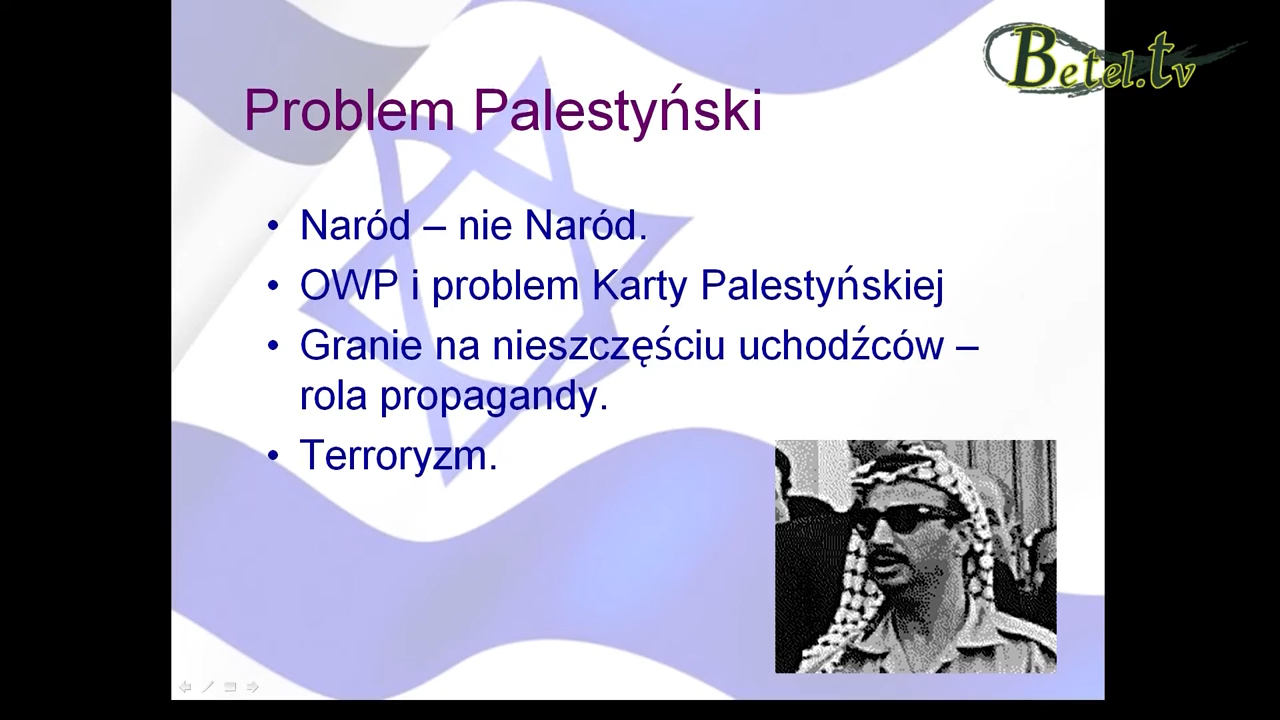 Betel.tv
Problem Palestyński
• Naród – nie Naród.
• OWP i problem Karty Palestyńskiej
• Granie na nieszczęściu uchodźców –
rola propagandy.
• Terroryzm.